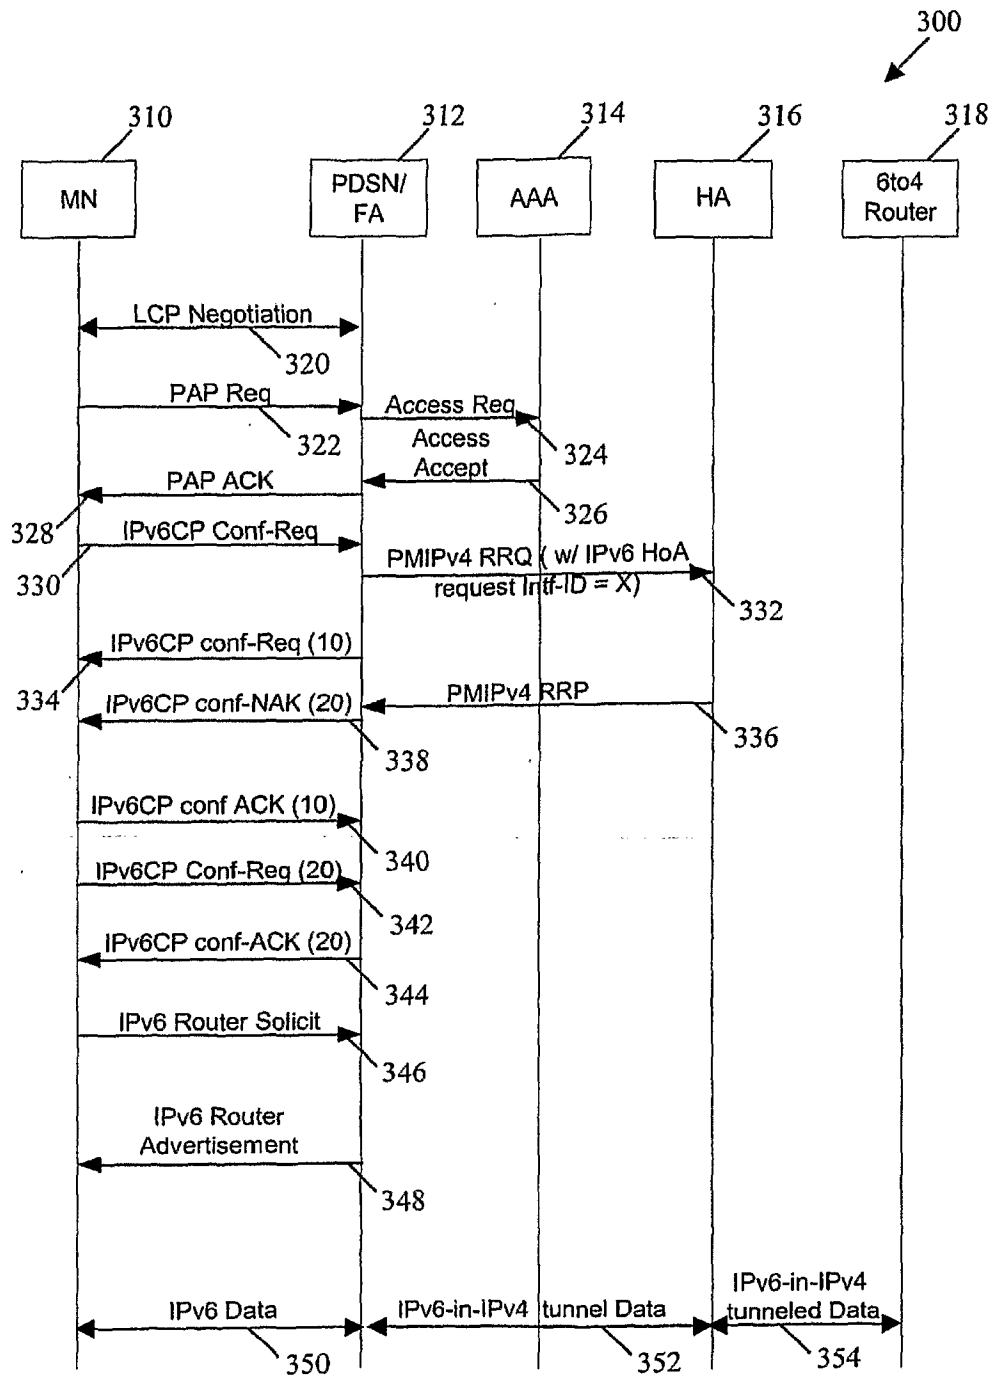 300
310
312
314
316
318
MN
PDSN/
FA
AAA
HA
6to4
Router
LCP Negotiation
320
PAP Req
322
Access Req
324
Access
Accept
326
PAP ACK
328
IPv6CP Conf-Req
330
PMIPv4 RRQ ( w/ IPv6 HoA
request Intf-ID = X)
332
IPv6CP conf-Req (10)
334
PMIPv4 RRP
336
IPv6CP conf-NAK (20)
338
IPv6CP conf ACK (10)
340
IPv6CP Conf-Req (20)
342
IPv6CP conf-ACK (20)
344
IPv6 Router Solicit
346
IPv6 Router
Advertisement
348
IPv6 Data
350
IPv6-in-IPv4 tunnel Data
352
IPv6-in-IPv4
tunneled Data
354